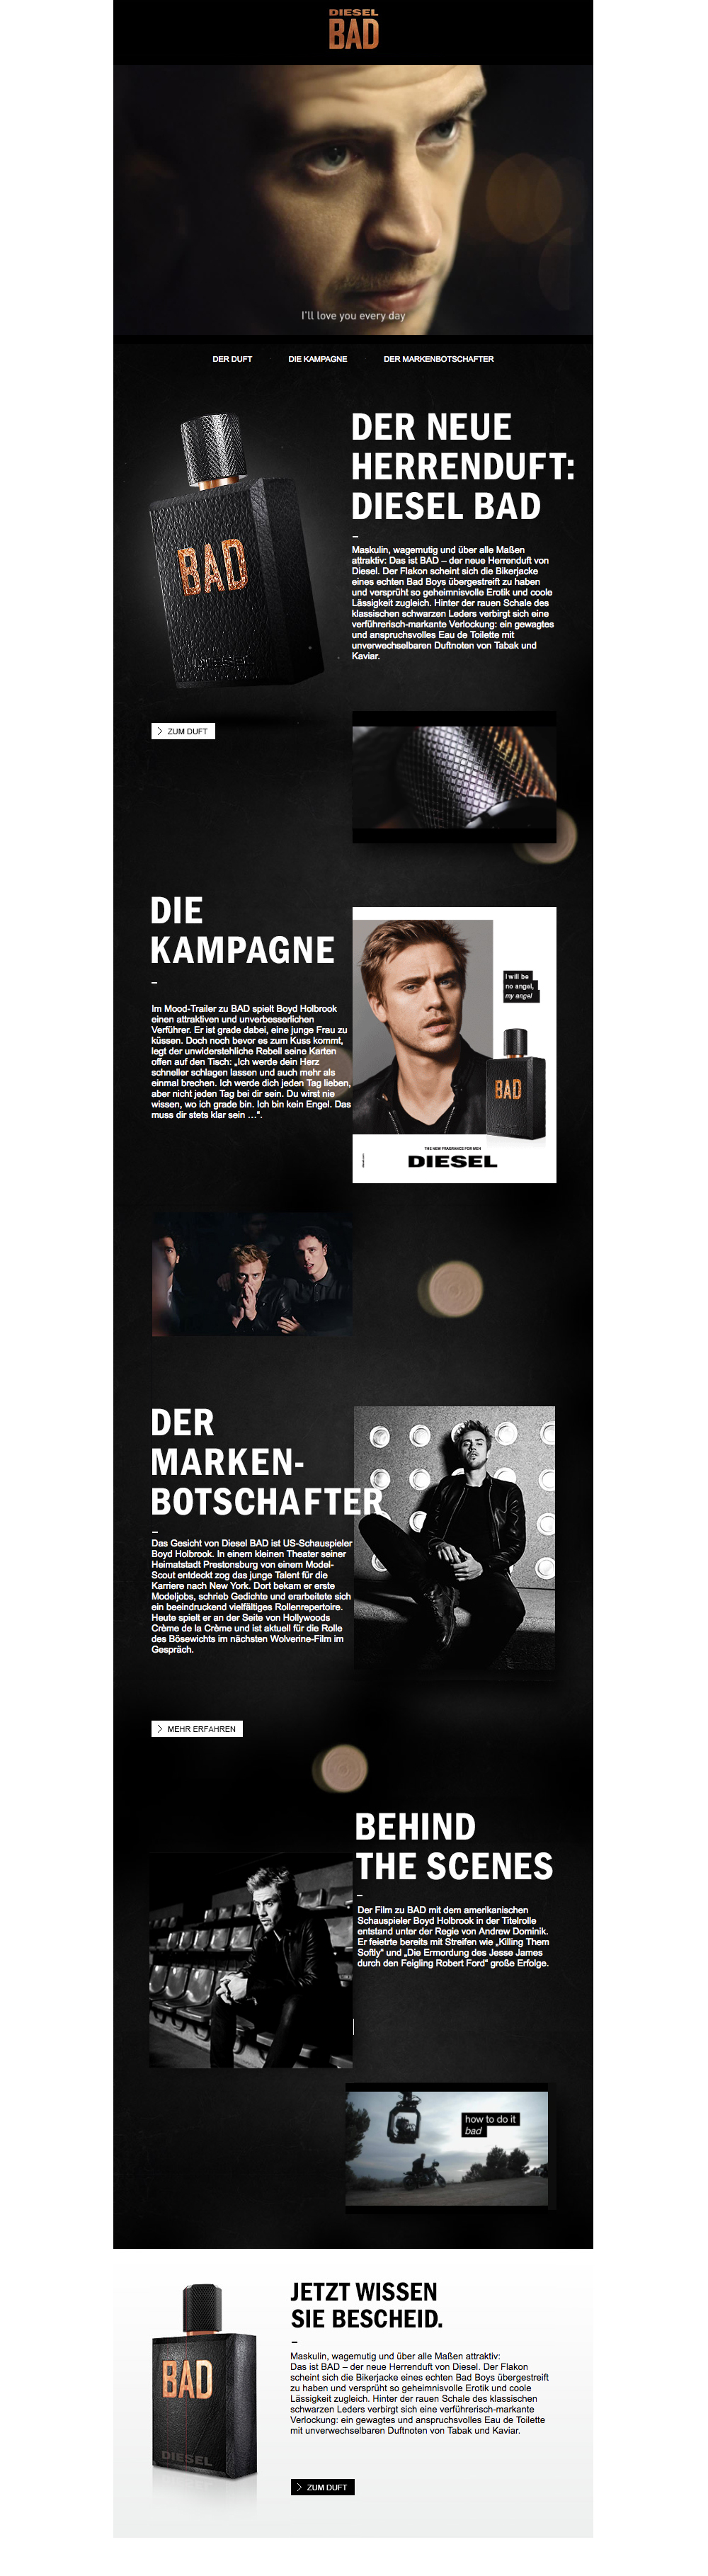 DIESEL
BAD
I'll love you every day
DER DUFT
DIE KAMPAGNE
DER MARKENBOTSCHAFTER
DER NEUE
HERRENDUFT:
DIESEL BAD
BAD
DIESEL
Maskulin, wagemutig und über alle Maßen
attraktiv: Das ist BAD – der neue Herrenduft von
Diesel. Der Flakon scheint sich die Bikerjacke
eines echten Bad Boys übergestreift zu haben
und versprüht so geheimnisvolle Erotik und coole
Lässigkeit zugleich. Hinter der rauen Schale des
klassischen schwarzen Leders verbirgt sich eine
verführerisch-markante Verlockung: ein gewagtes
und anspruchsvolles Eau de Toilette mit
unverwechselbaren Duftnoten von Tabak und
Kaviar.
ZUM DUFT
DIE
KAMPAGNE
Im Mood-Trailer zu BAD spielt Boyd Holbrook
einen attraktiven und unverbesserlichen
Verführer. Er ist grade dabei, eine junge Frau zu
küssen. Doch noch bevor es zum Kuss kommt,
legt der unwiderstehliche Rebell seine Karten
offen auf den Tisch: „Ich werde dein Herz
schneller schlagen lassen und auch mehr als
einmal brechen. Ich werde dich jeden Tag lieben,
aber nicht jeden Tag bei dir sein. Du wirst nie
wissen, wo ich grade bin. Ich bin kein Engel. Das
muss dir stets klar sein …“.
I will be
no angel,
my angel
BAD
THE NEW FRAGRANCE FOR MEN
DIESEL
DER
MARKEN-
BOTSCHAFTER
Das Gesicht von Diesel BAD ist US-Schauspieler
Boyd Holbrook. In einem kleinen Theater seiner
Heimatstadt Prestonsburg von einem Model-
Scout entdeckt zog das junge Talent für die
Karriere nach New York. Dort bekam er erste
Modeljobs, schrieb Gedichte und erarbeitete sich
ein beeindruckend vielfältiges Rollenrepertoire.
Heute spielt er an der Seite von Hollywoods
Crème de la Crème und ist aktuell für die Rolle
des Bösewichts im nächsten Wolverine-Film im
Gespräch.
MEHR ERFAHREN
BEHIND
THE SCENES
Der Film zu BAD mit dem amerikanischen
Schauspieler Boyd Holbrook in der Titelrolle
entstand unter der Regie von Andrew Dominik.
Er feietrte bereits mit Streifen wie „Killing Them
Softly“ und „Die Ermordung des Jesse James
durch den Feigling Robert Ford“ große Erfolge.
how to do it
bad
JETZT WISSEN
SIE BESCHEID.
BAD
DIESEL
Maskulin, wagemutig und über alle Maßen attraktiv:
Das ist BAD – der neue Herrenduft von Diesel. Der Flakon
scheint sich die Bikerjacke eines echten Bad Boys übergestreift
zu haben und versprüht so geheimnisvolle Erotik und coole
Lässigkeit zugleich. Hinter der rauen Schale des klassischen
schwarzen Leders verbirgt sich eine verführerisch-markante
Verlockung: ein gewagtes und anspruchsvolles Eau de Toilette
mit unverwechselbaren Duftnoten von Tabak und Kaviar.
ZUM DUFT